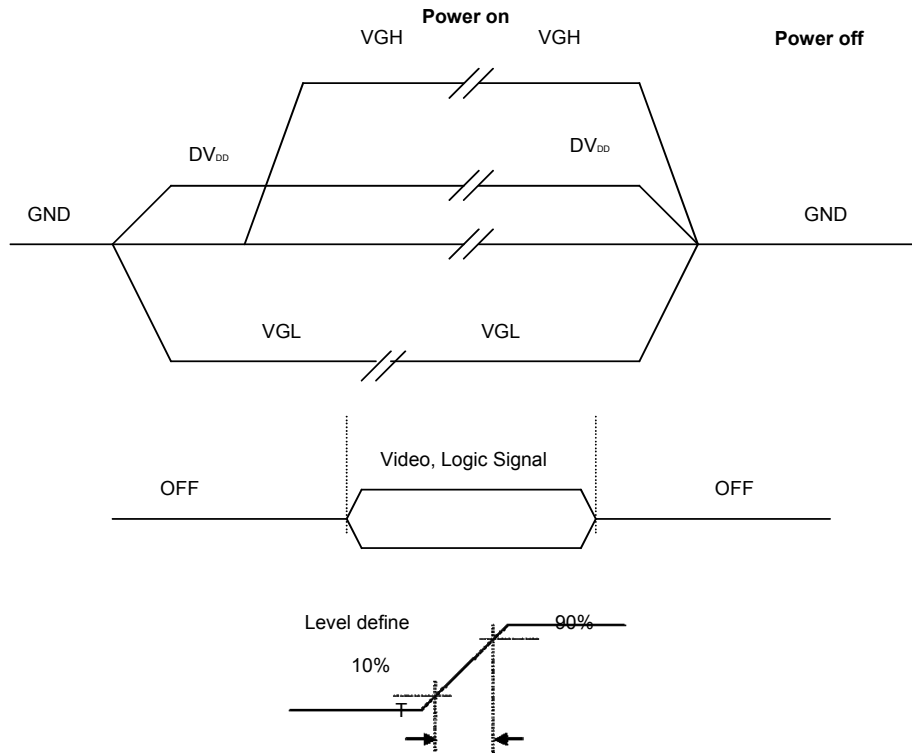 Power on
VGH VGH Power off
DVDD DVDD
GND GND
VGL VGL
Video, Logic Signal
OFF OFF
Level define 90%
10%
T